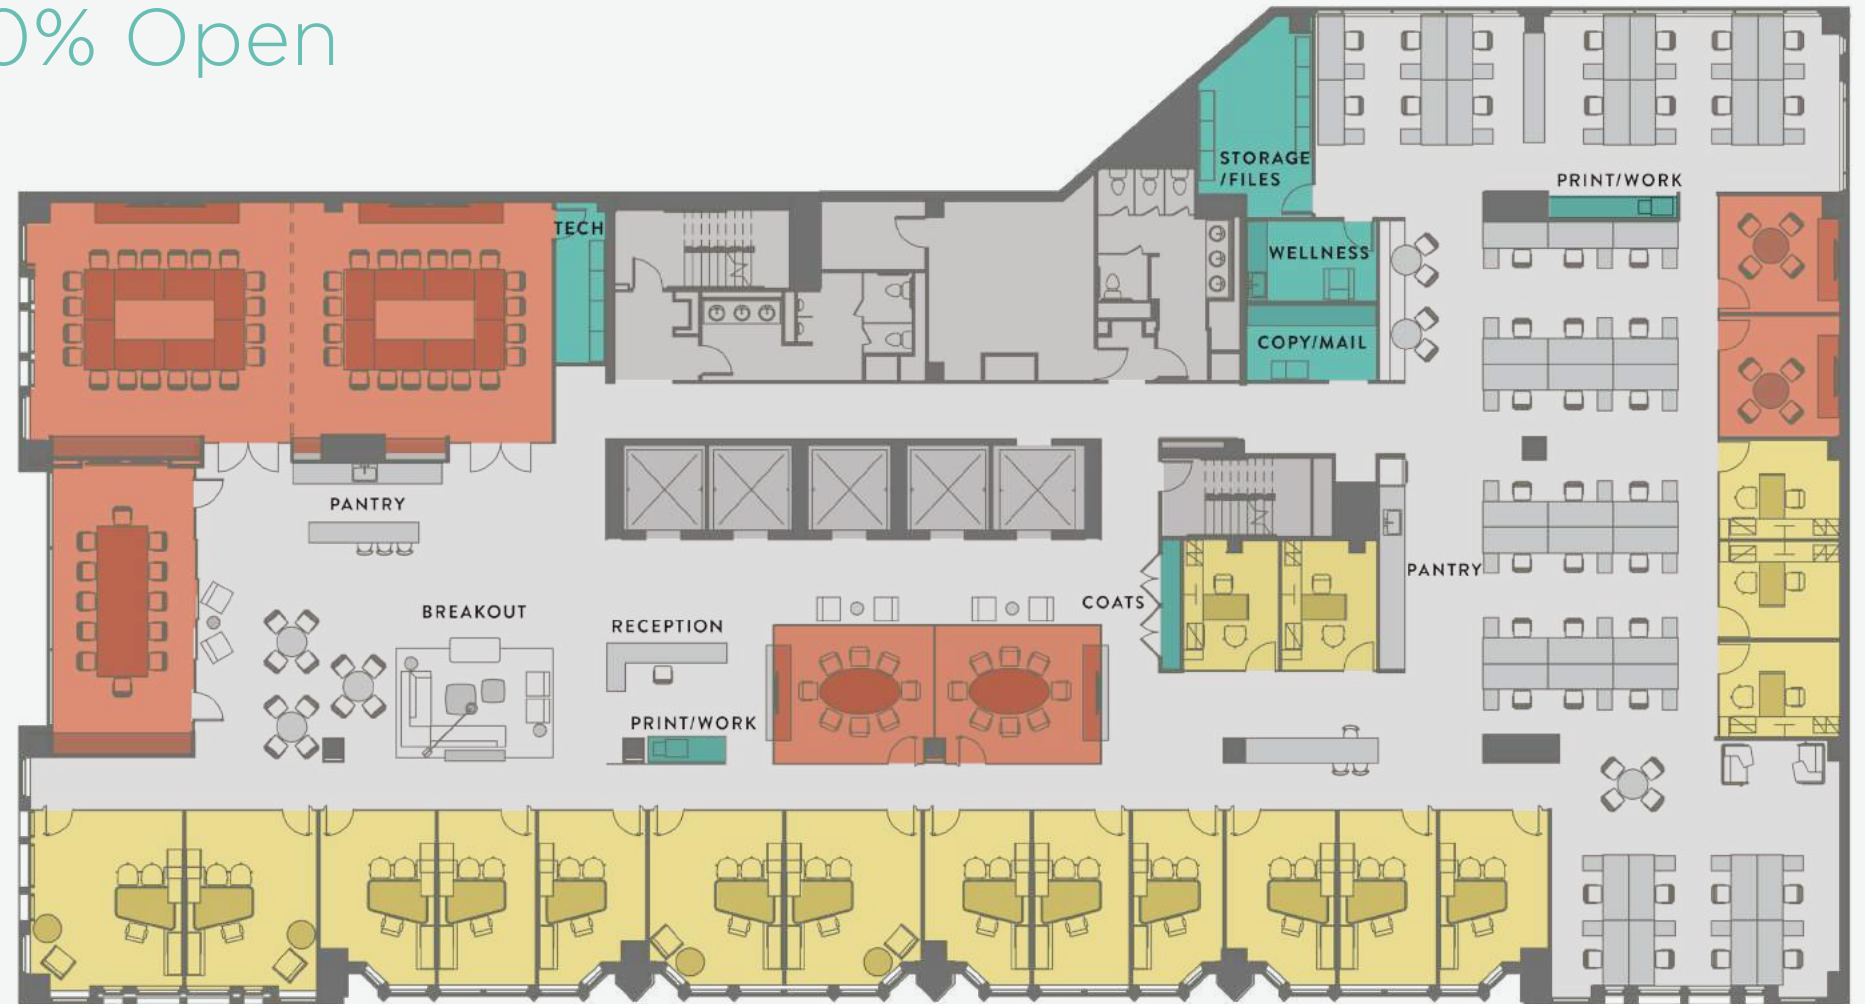 0% Open
STORAGE
/FILES
PRINT/WORK
TECH
WELLNESS
COPY/MAIL
PANTRY
PANTRY
COATS
BREAKOUT
RECEPTION
PRINT/WORK